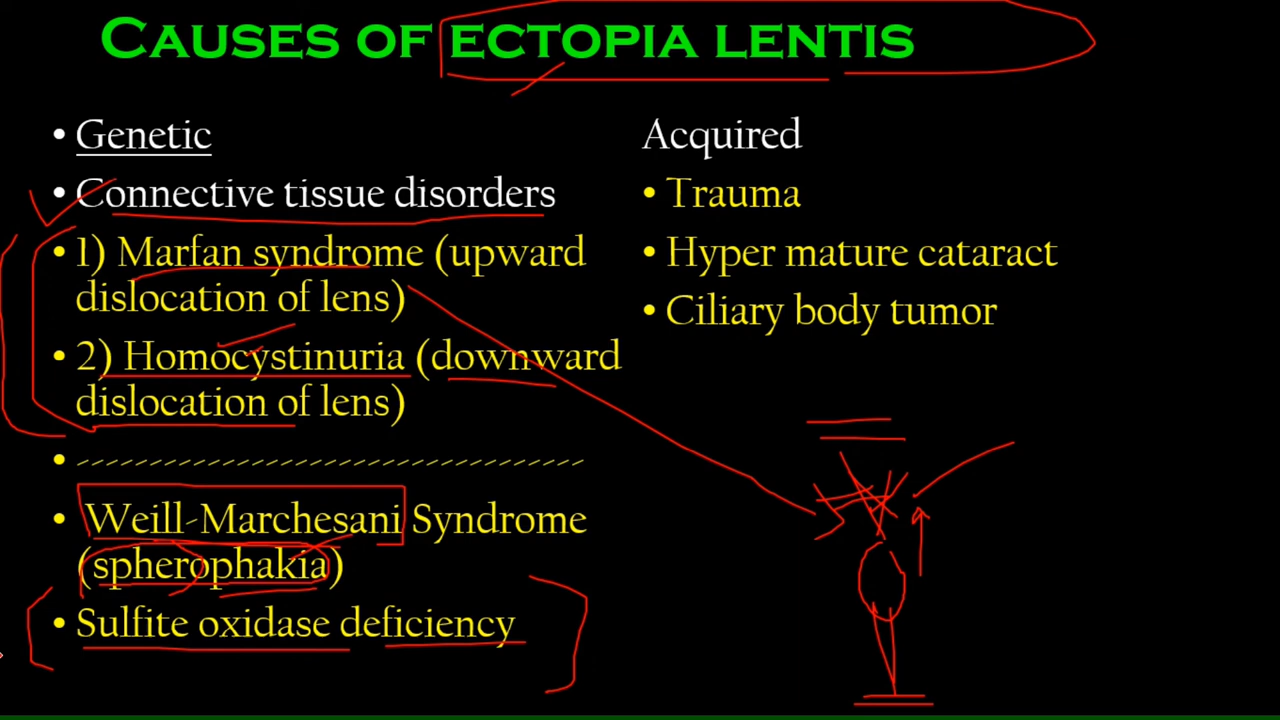 CAUSES OF ECTOPIA LENTIS
• Genetic
• Connective tissue disorders
• 1) Marfan syndrome (upward
dislocation of lens)
• 2) Homocystinuria (downward
dislocation of lens)
• -----------------------------------
• Weill-Marchesani Syndrome
(spherophakia)
• Sulfite oxidase deficiency
Acquired
• Trauma
• Hyper mature cataract
• Ciliary body tumor